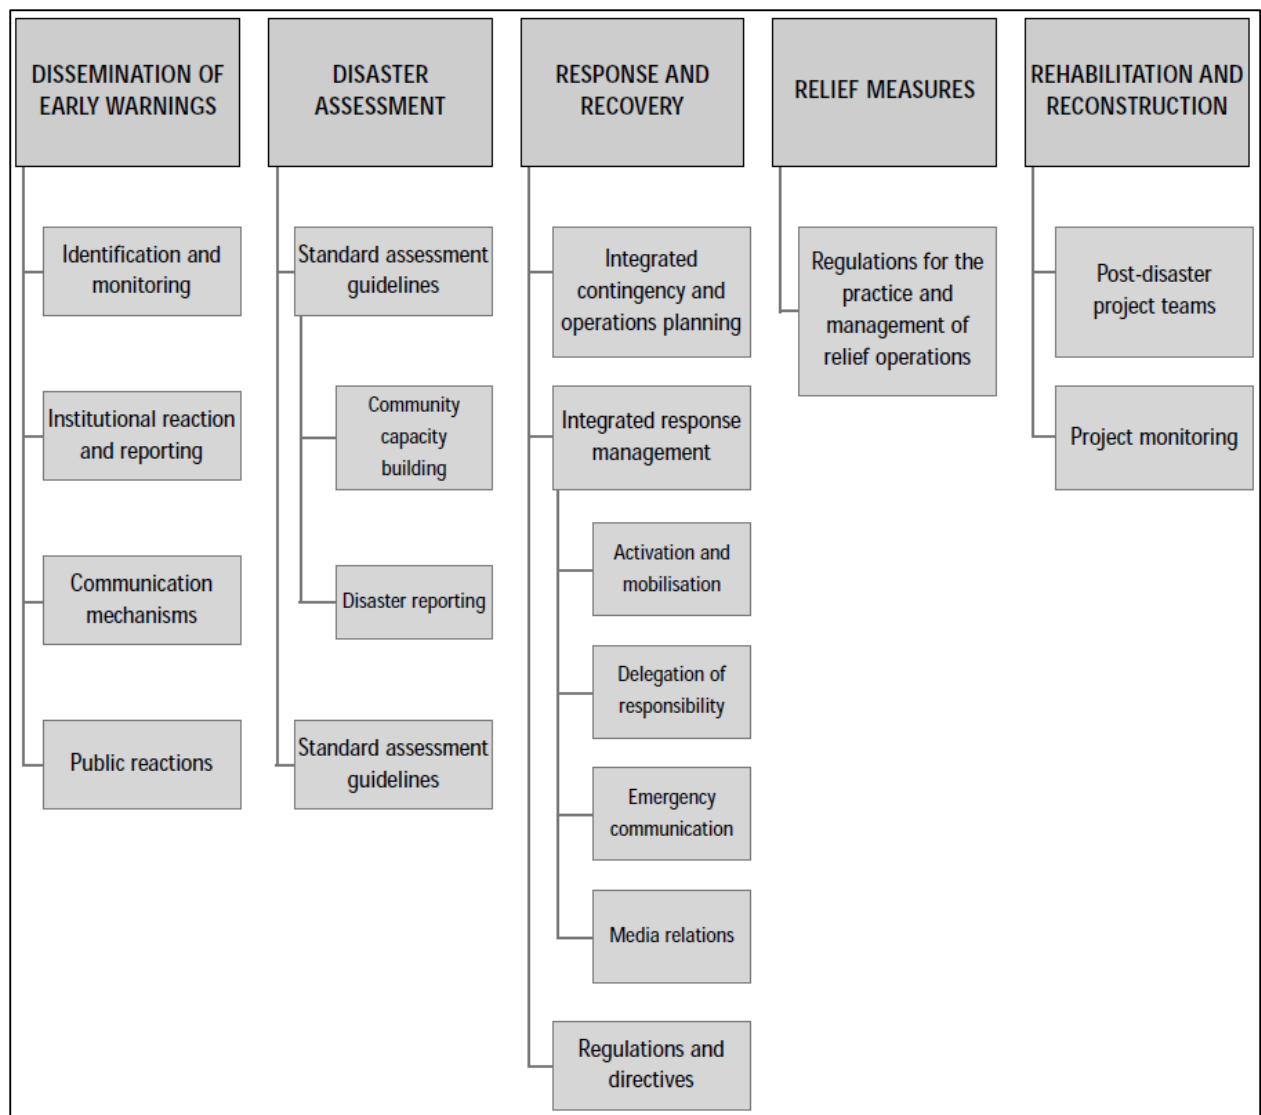 DISSEMINATION OF
EARLY WARNINGS
Identification and
monitoring
Institutional reaction
and reporting
Communication
mechanisms
Public reactions
DISASTER
ASSESSMENT
Standard assessment
guidelines
Community
capacity
building
Disaster reporting
Standard assessment
guidelines
RESPONSE AND
RECOVERY
Integrated
contingency and
operations planning
Integrated response
management
Activation and
mobilisation
Delegation of
responsibility
Emergency
communication
Media relations
Regulations and
directives
RELIEF MEASURES
Regulations for the
practice and
management of
relief operations
REHABILITATION AND
RECONSTRUCTION
Post-disaster
project teams
Project monitoring